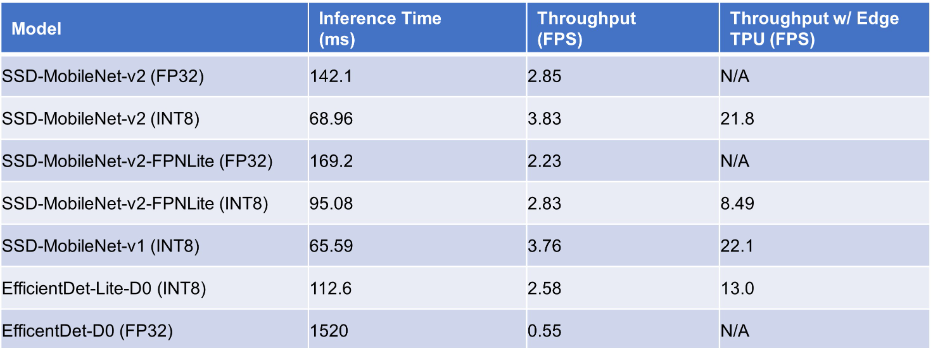 Model Inference Time (ms) Throughput (FPS) Throughput w/ Edge TPU (FPS)
SSD-MobileNet-v2 (FP32) 142.1 2.85 N/A
SSD-MobileNet-v2 (INT8) 68.96 3.83 21.8
SSD-MobileNet-v2-FPNLite (FP32) 169.2 2.23 N/A
SSD-MobileNet-v2-FPNLite (INT8) 95.08 2.83 8.49
SSD-MobileNet-v1 (INT8) 65.59 3.76 22.1
EfficientDet-Lite-D0 (INT8) 112.6 2.58 13.0
EfficentDet-D0 (FP32) 1520 0.55 N/A